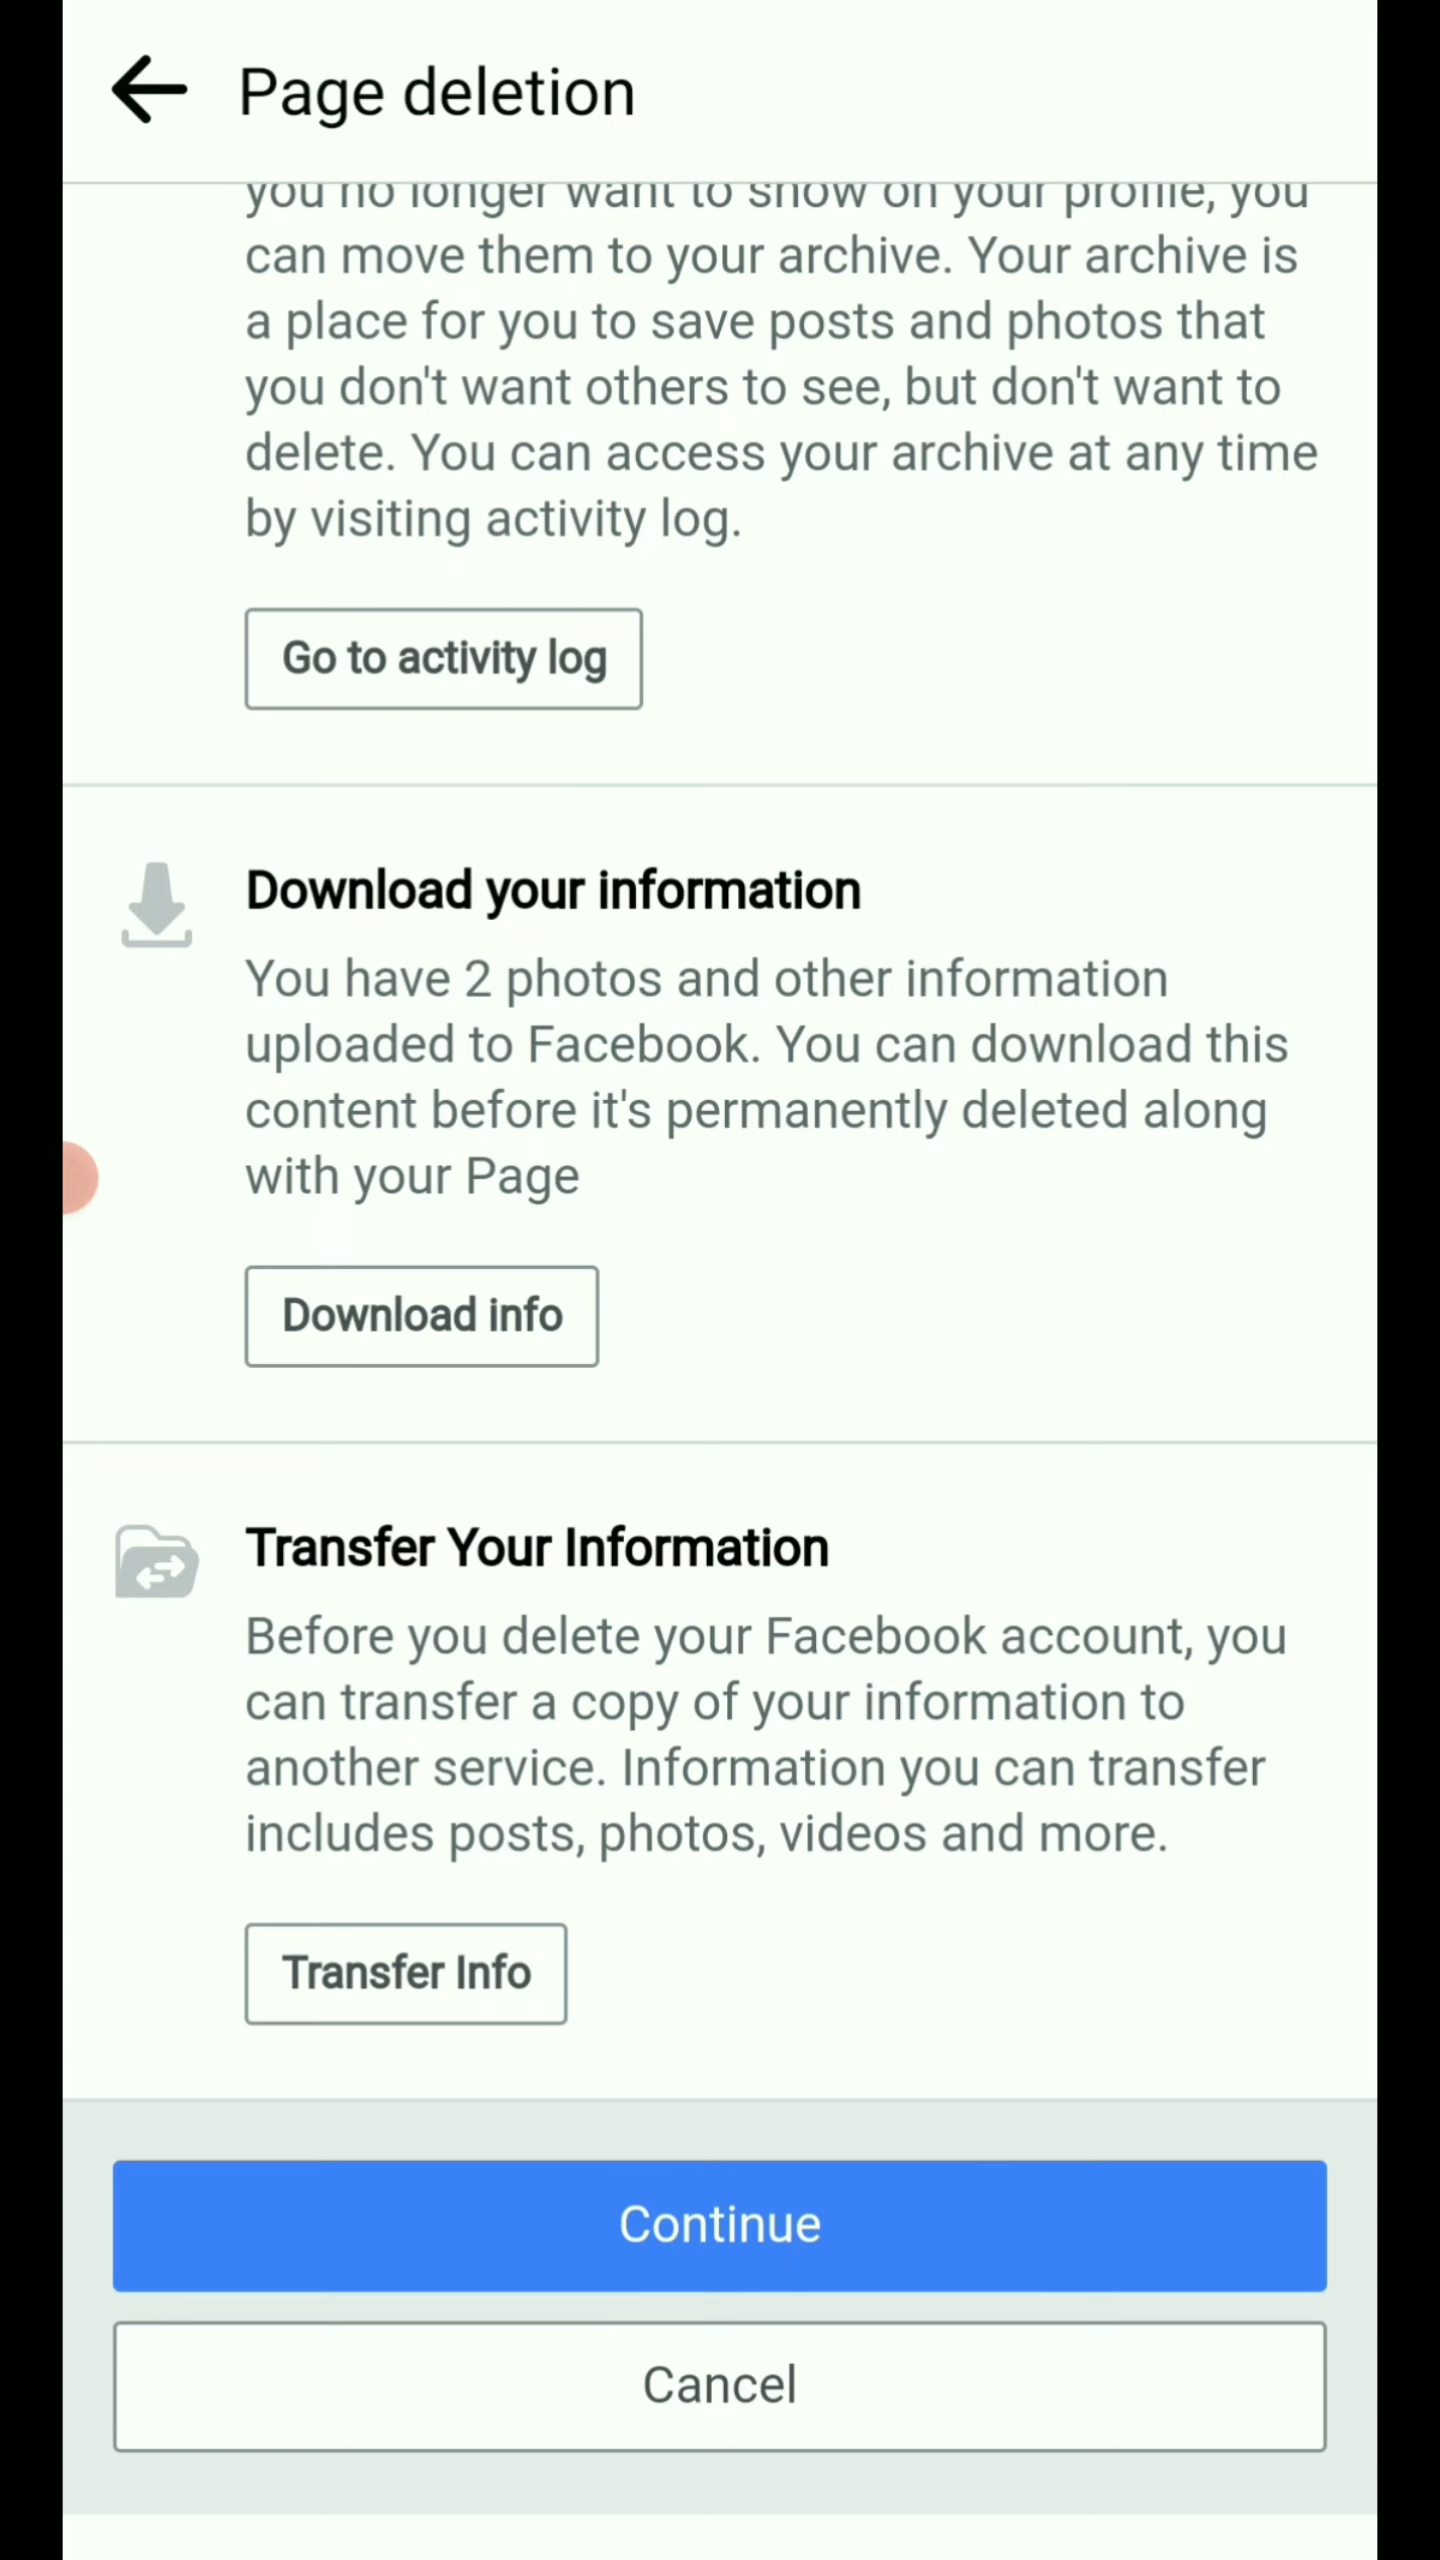 Page deletion
you no longer want to show on your profile, you
can move them to your archive. Your archive is
a place for you to save posts and photos that
you don't want others to see, but don't want to
delete. You can access your archive at any time
by visiting activity log.
Go to activity log
Download your information
You have 2 photos and other information
uploaded to Facebook. You can download this
content before it's permanently deleted along
with your Page
Download info
Transfer Your Information
Before you delete your Facebook account, you
can transfer a copy of your information to
another service. Information you can transfer
includes posts, photos, videos and more.
Transfer Info
Continue
Cancel